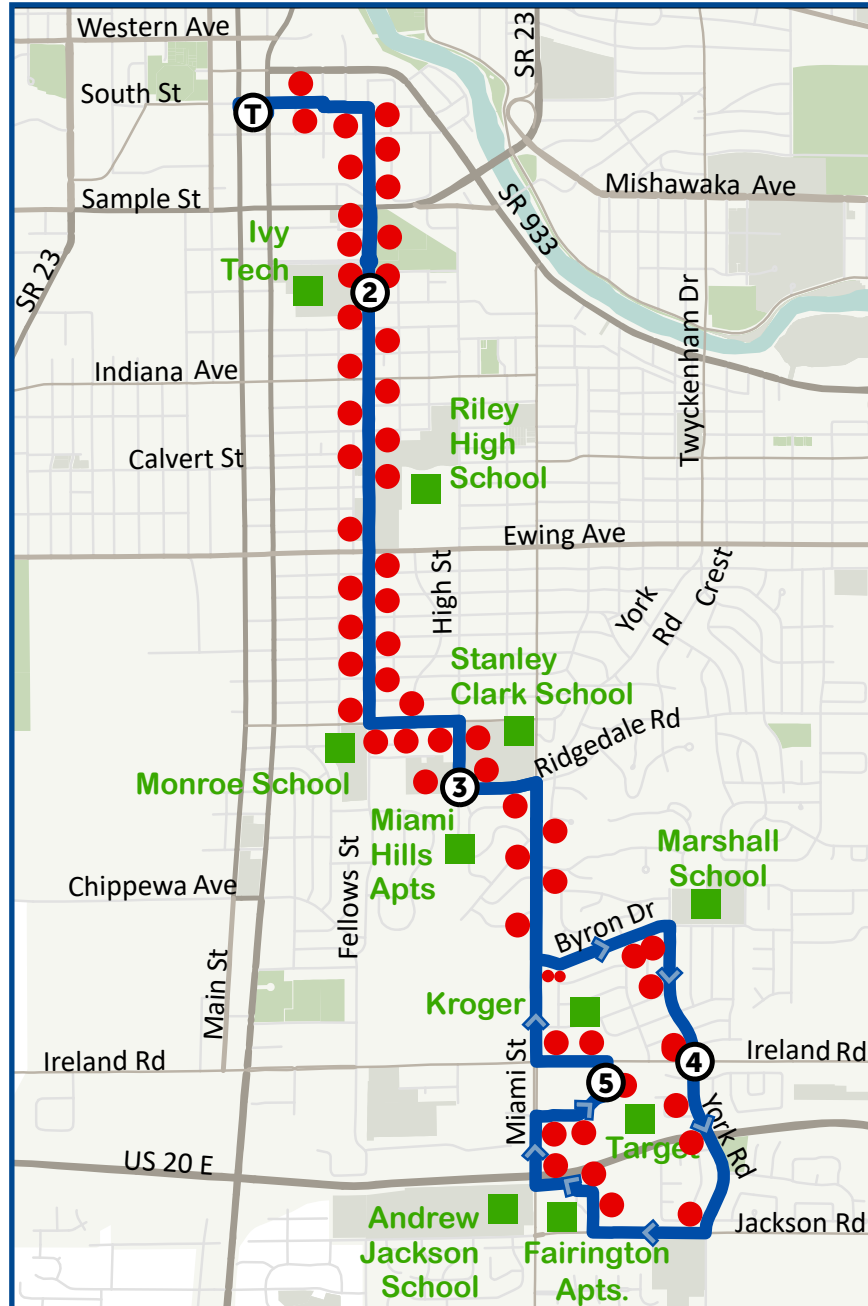 Western Ave
SR 23
South St
T
Mishawaka Ave
Sample St
SR 933
Ivy
Tech
SR 23
2
Twyckenham Dr
Indiana Ave
Riley
High
School
Calvert St
Ewing Ave
High St
York
Rd
Crest
Stanley
Clark School
Ridgedale Rd
Monroe School
3
Miami
Hills
Apts
Marshall
School
Chippewa Ave
Fellows St
Byron Dr
Main St
Kroger
Miami St
Ireland Rd
Ireland Rd
4
5
York Rd
Target
US 20 E
Andrew
Jackson
School
Fairington
Apts.
Jackson Rd